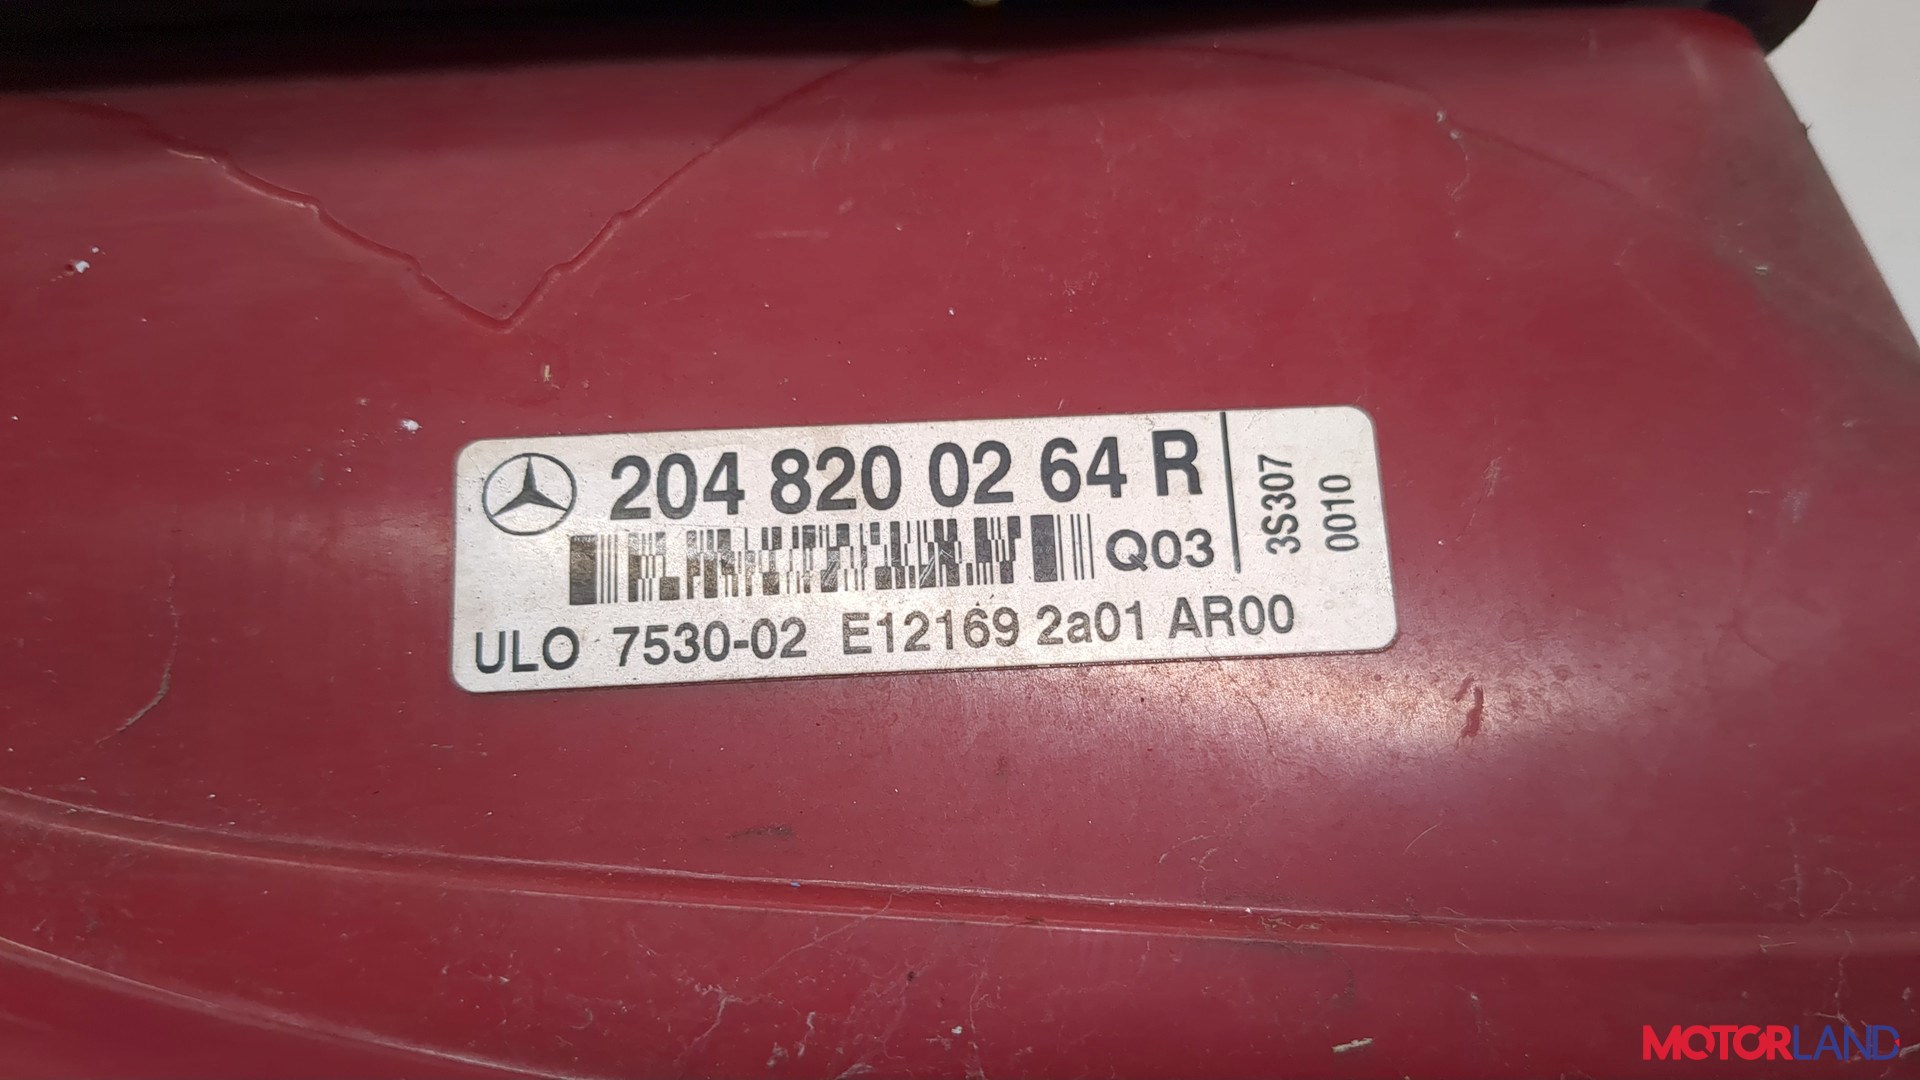 204 820 02 64 R
Q03
3S307
0010
ULO 7530-02 E12169 2a01 AR00
MOTORLAND